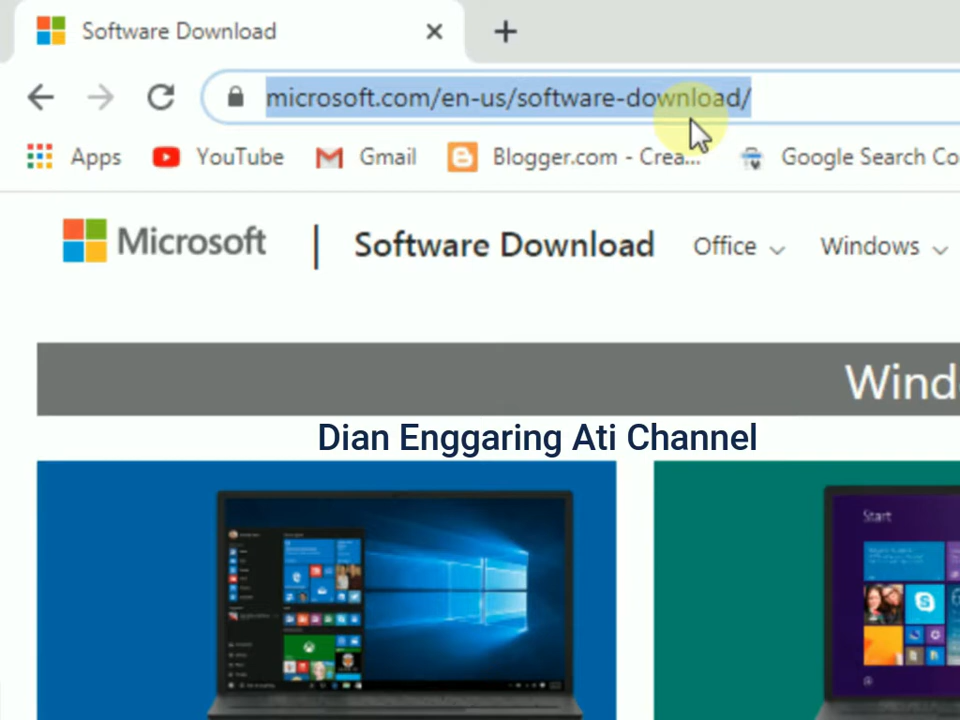 Software Download
microsoft.com/en-us/software-download/
Apps YouTube Gmail Blogger.com - Crea... Google Search Co
Microsoft | Software Download Office Windows
Wind
Dian Enggaring Ati Channel
Start